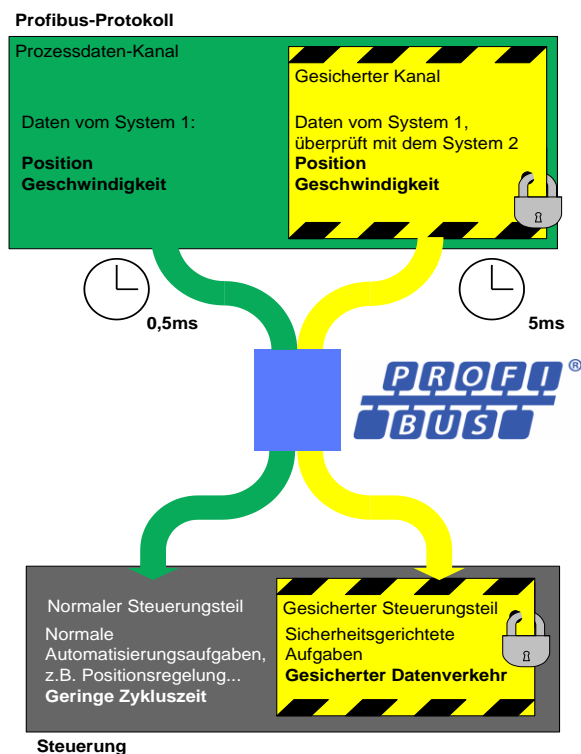 Profibus-Protokoll
Prozessdaten-Kanal
Daten vom System 1:
Position
Geschwindigkeit
Gesicherter Kanal
Daten vom System 1,
überprüft mit dem System 2
Position
Geschwindigkeit
0,5ms
5ms
PROFI®
BUS
Normaler Steuerungsteil
Normale
Automatisierungsaufgaben,
z.B. Positionsregelung...
Geringe Zykluszeit
Gesicherter Steuerungsteil
Sicherheitsgerichtete
Aufgaben
Gesicherter Datenverkehr
Steuerung